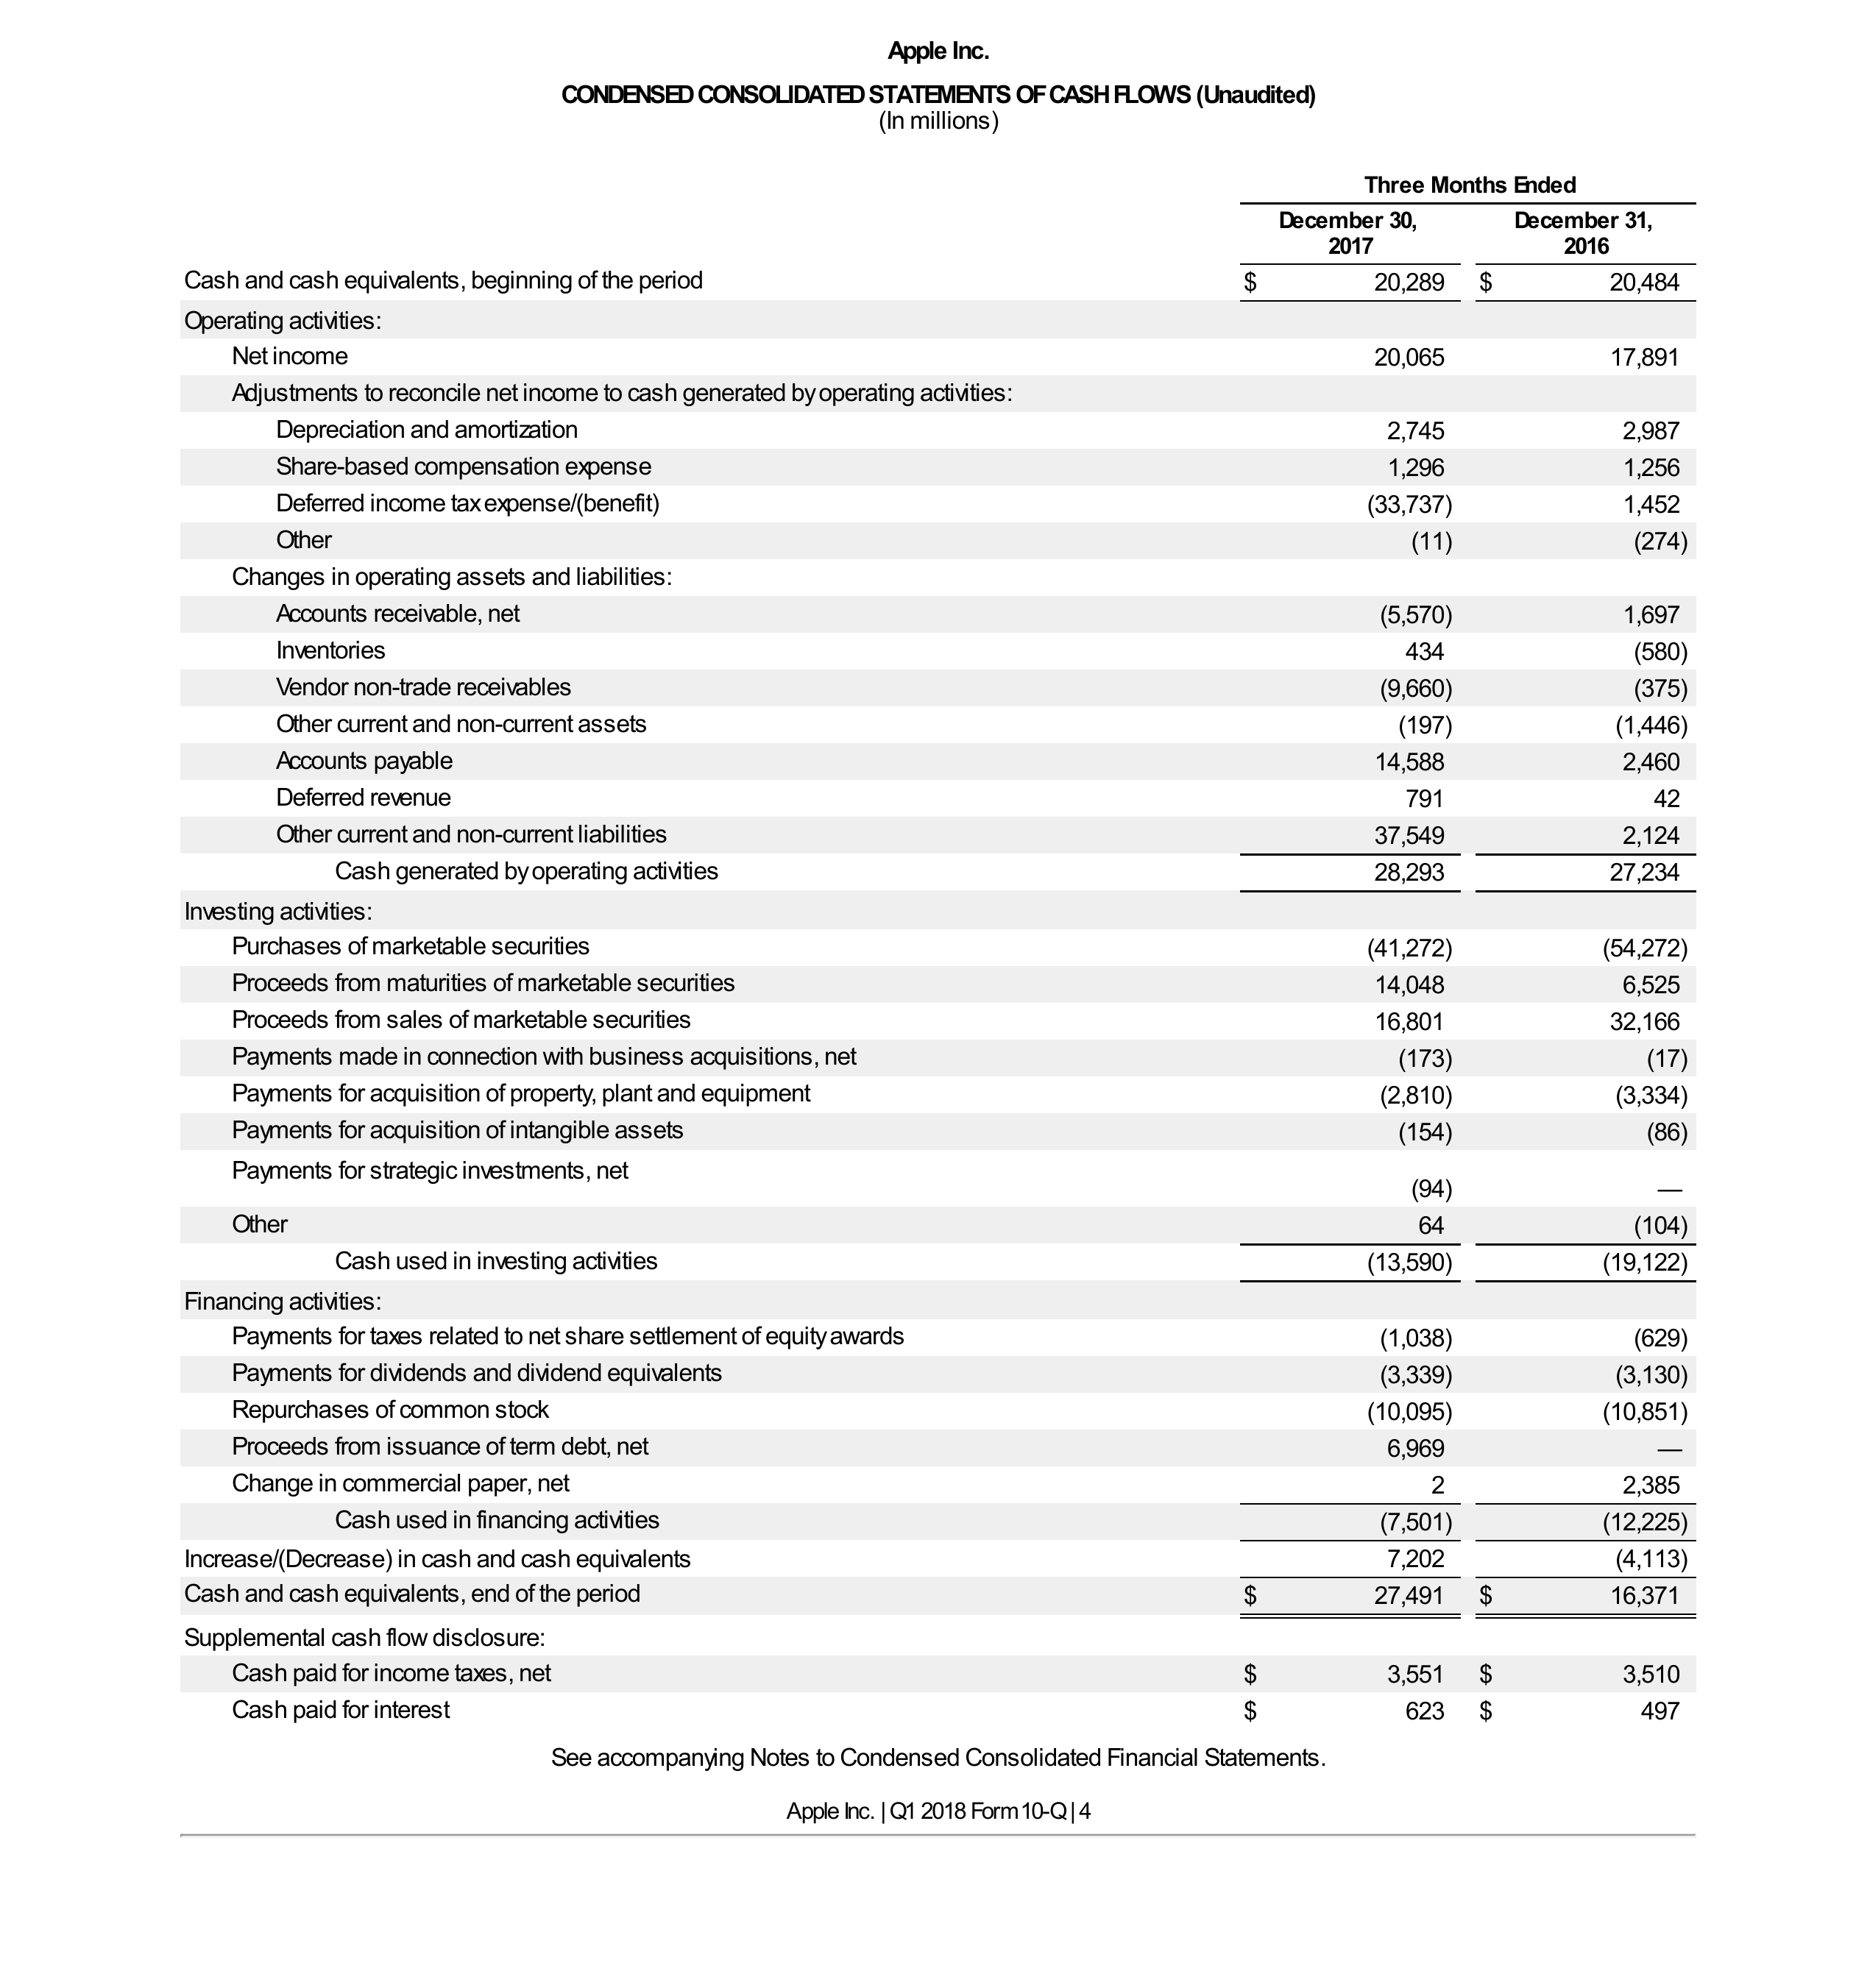 Apple Inc.
CONDENSED CONSOLIDATED STATEMENTS OF CASH FLOWS (Unaudited)
(In millions)
Three Months Ended
December 30, 2017 December 31, 2016
Cash and cash equivalents, beginning of the period $ 20,289 $ 20,484
Operating activities:
Net income 20,065 17,891
Adjustments to reconcile net income to cash generated by operating activities:
Depreciation and amortization 2,745 2,987
Share-based compensation expense 1,296 1,256
Deferred income tax expense/(benefit) (33,737) 1,452
Other (11) (274)
Changes in operating assets and liabilities:
Accounts receivable, net (5,570) 1,697
Inventories 434 (580)
Vendor non-trade receivables (9,660) (375)
Other current and non-current assets (197) (1,446)
Accounts payable 14,588 2,460
Deferred revenue 791 42
Other current and non-current liabilities 37,549 2,124
Cash generated by operating activities 28,293 27,234
Investing activities:
Purchases of marketable securities (41,272) (54,272)
Proceeds from maturities of marketable securities 14,048 6,525
Proceeds from sales of marketable securities 16,801 32,166
Payments made in connection with business acquisitions, net (173) (17)
Payments for acquisition of property, plant and equipment (2,810) (3,334)
Payments for acquisition of intangible assets (154) (86)
Payments for strategic investments, net (94) —
Other 64 (104)
Cash used in investing activities (13,590) (19,122)
Financing activities:
Payments for taxes related to net share settlement of equity awards (1,038) (629)
Payments for dividends and dividend equivalents (3,339) (3,130)
Repurchases of common stock (10,095) (10,851)
Proceeds from issuance of term debt, net 6,969 —
Change in commercial paper, net 2 2,385
Cash used in financing activities (7,501) (12,225)
Increase/(Decrease) in cash and cash equivalents 7,202 (4,113)
Cash and cash equivalents, end of the period $ 27,491 $ 16,371
Supplemental cash flow disclosure:
Cash paid for income taxes, net $ 3,551 $ 3,510
Cash paid for interest $ 623 $ 497
See accompanying Notes to Condensed Consolidated Financial Statements.
Apple Inc. | Q1 2018 Form 10-Q | 4